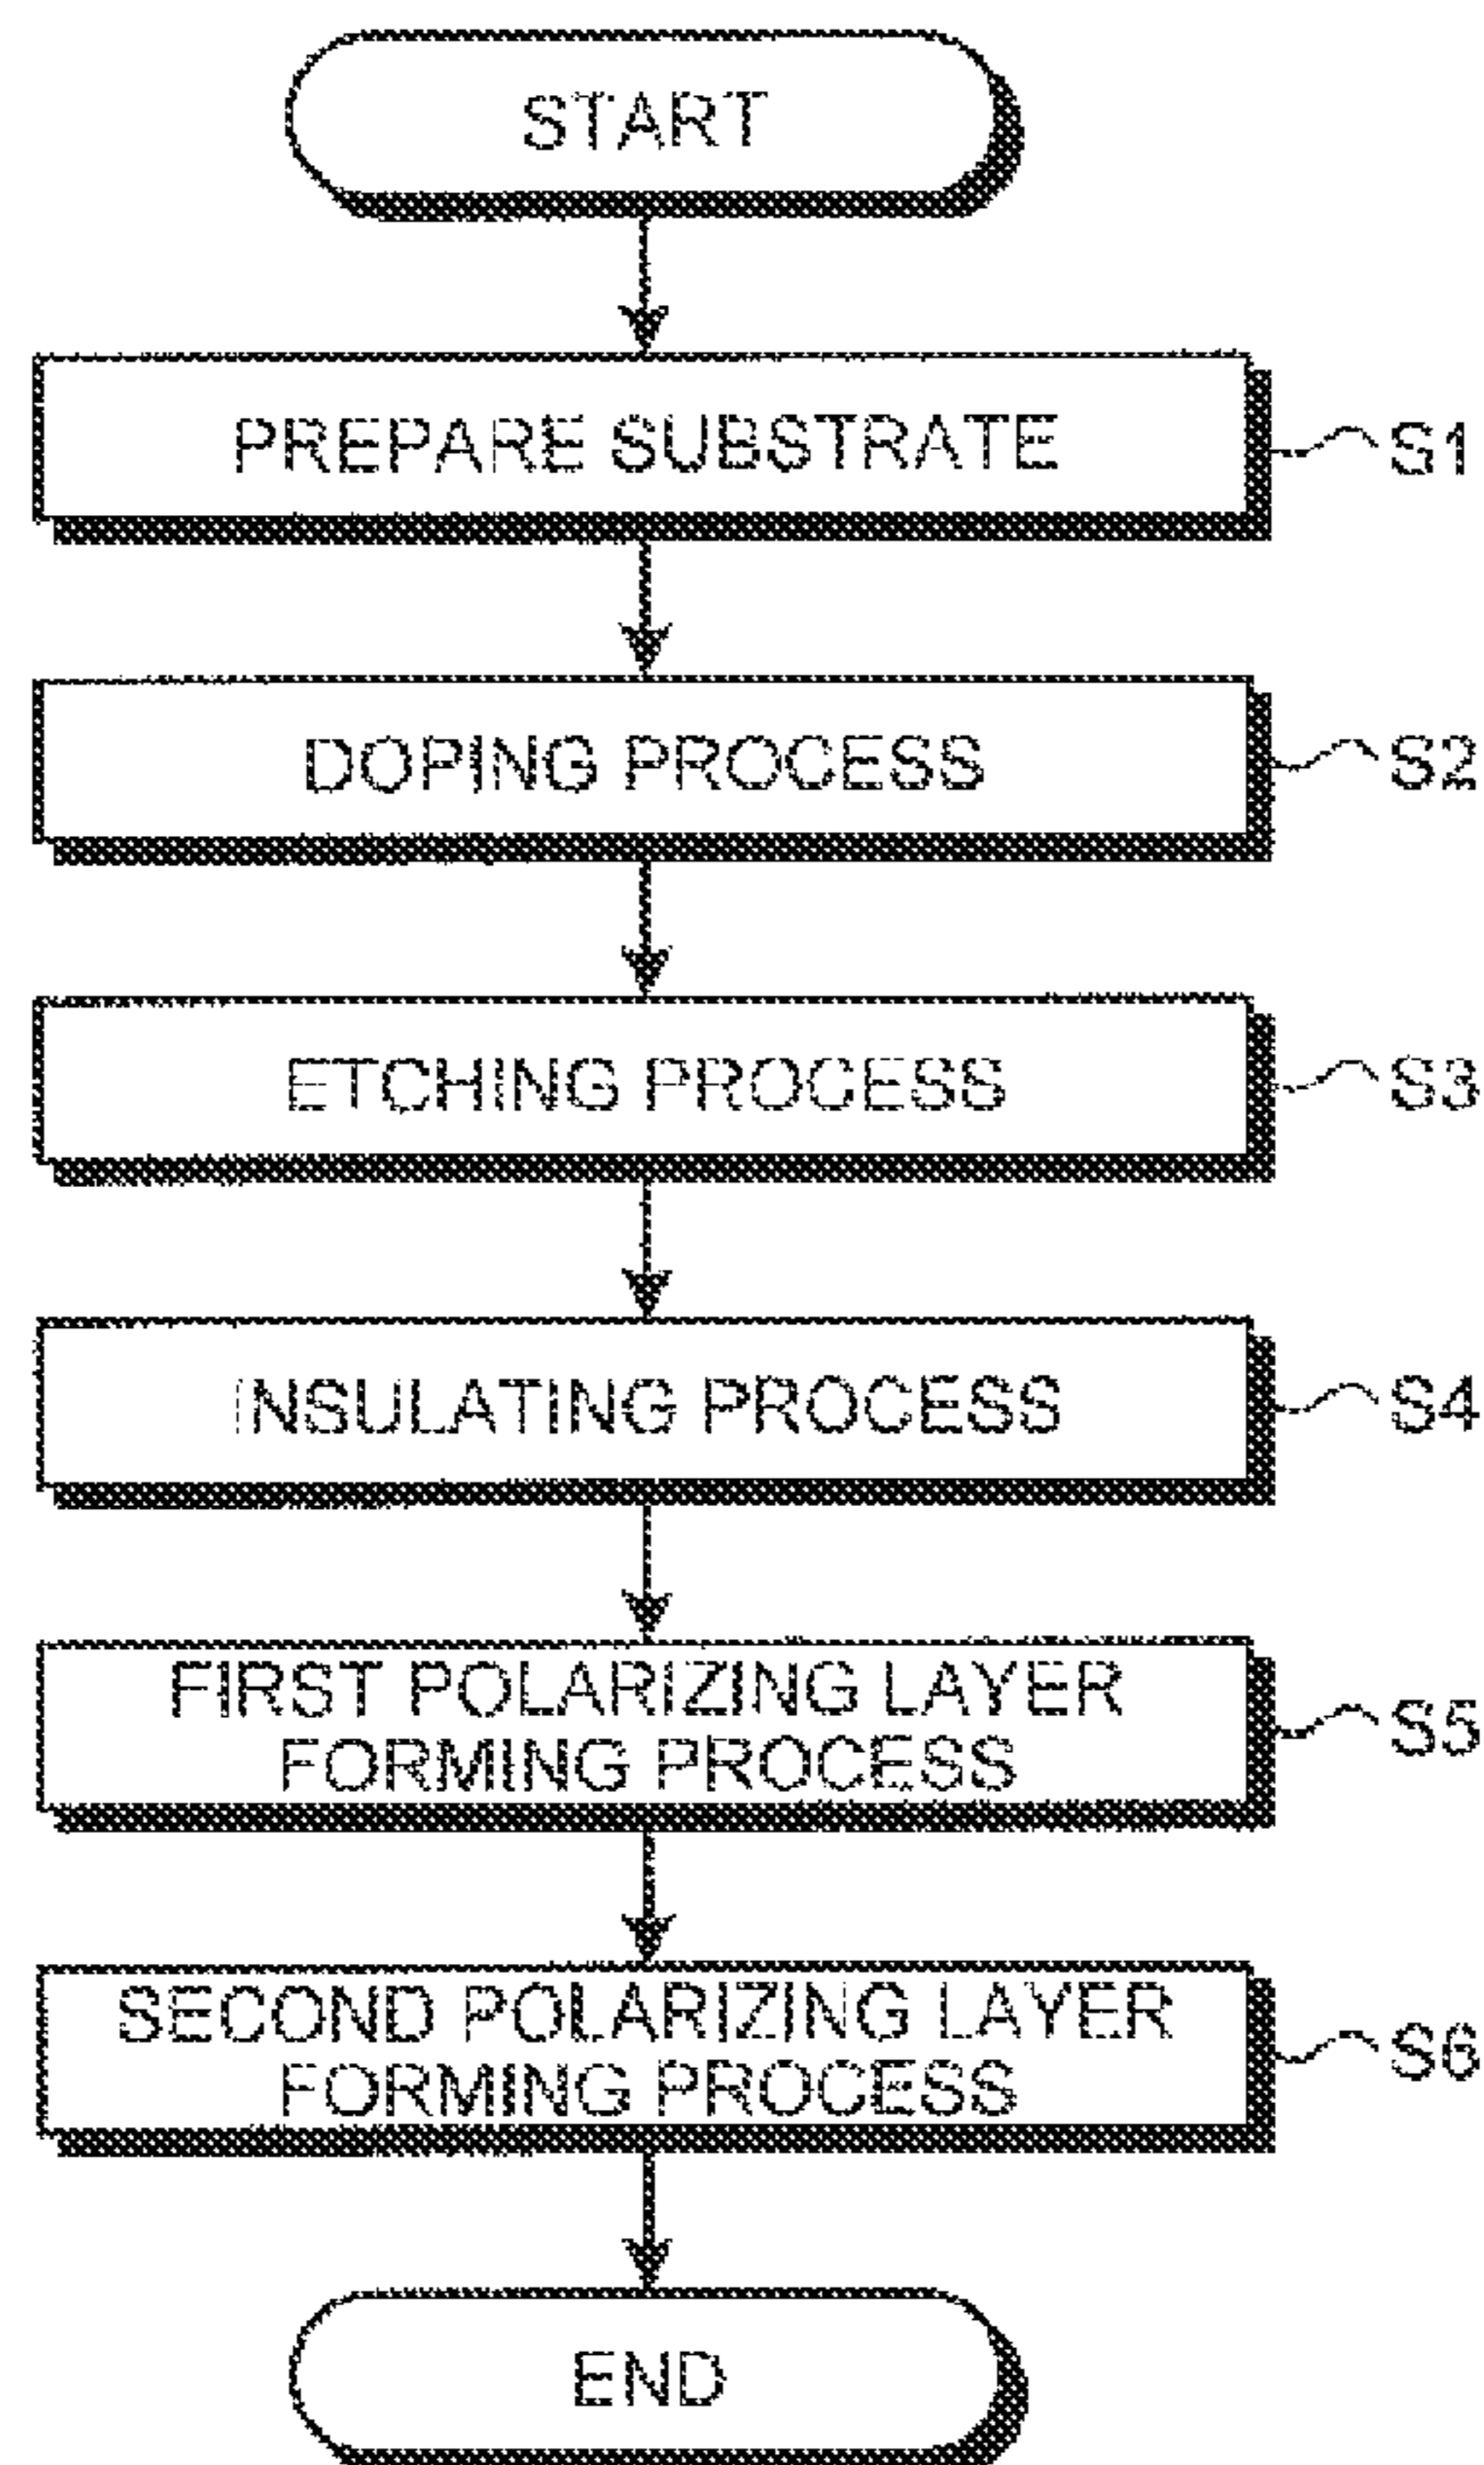 START
PREPARE SUBSTRATE
S1
DOPING PROCESS
S2
ETCHING PROCESS
S3
INSULATING PROCESS
S4
FIRST POLARIZING LAYER
FORMING PROCESS
S5
SECOND POLARIZING LAYER
FORMING PROCESS
S6
END